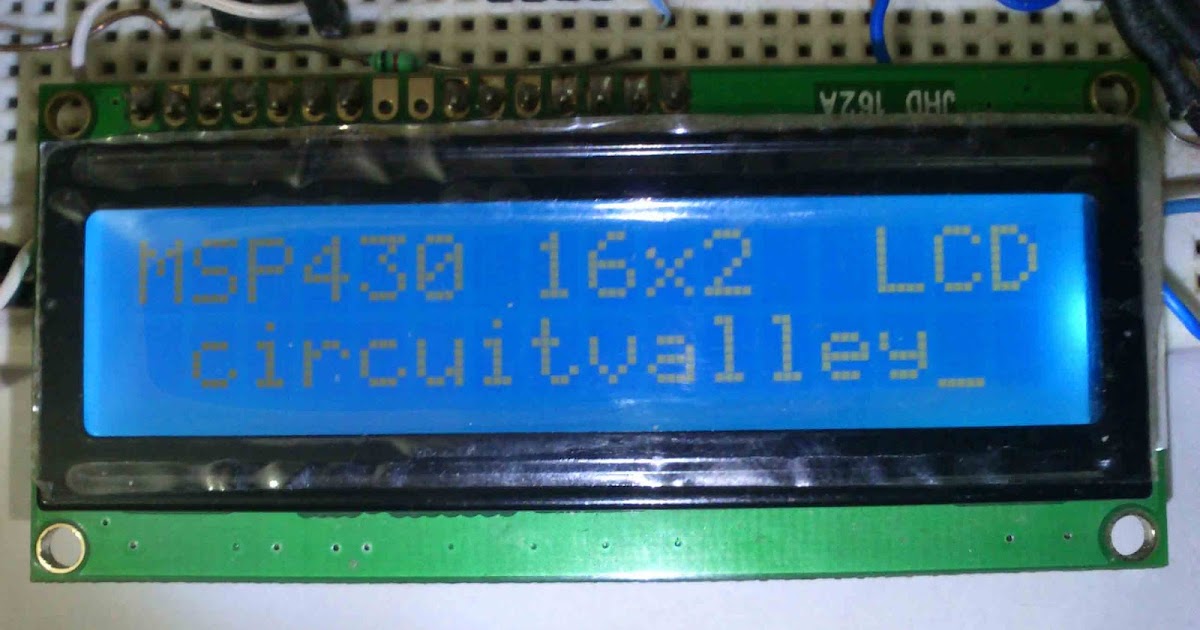 JHD 162A
MSP430 16x2 LCD
circuitvalley_